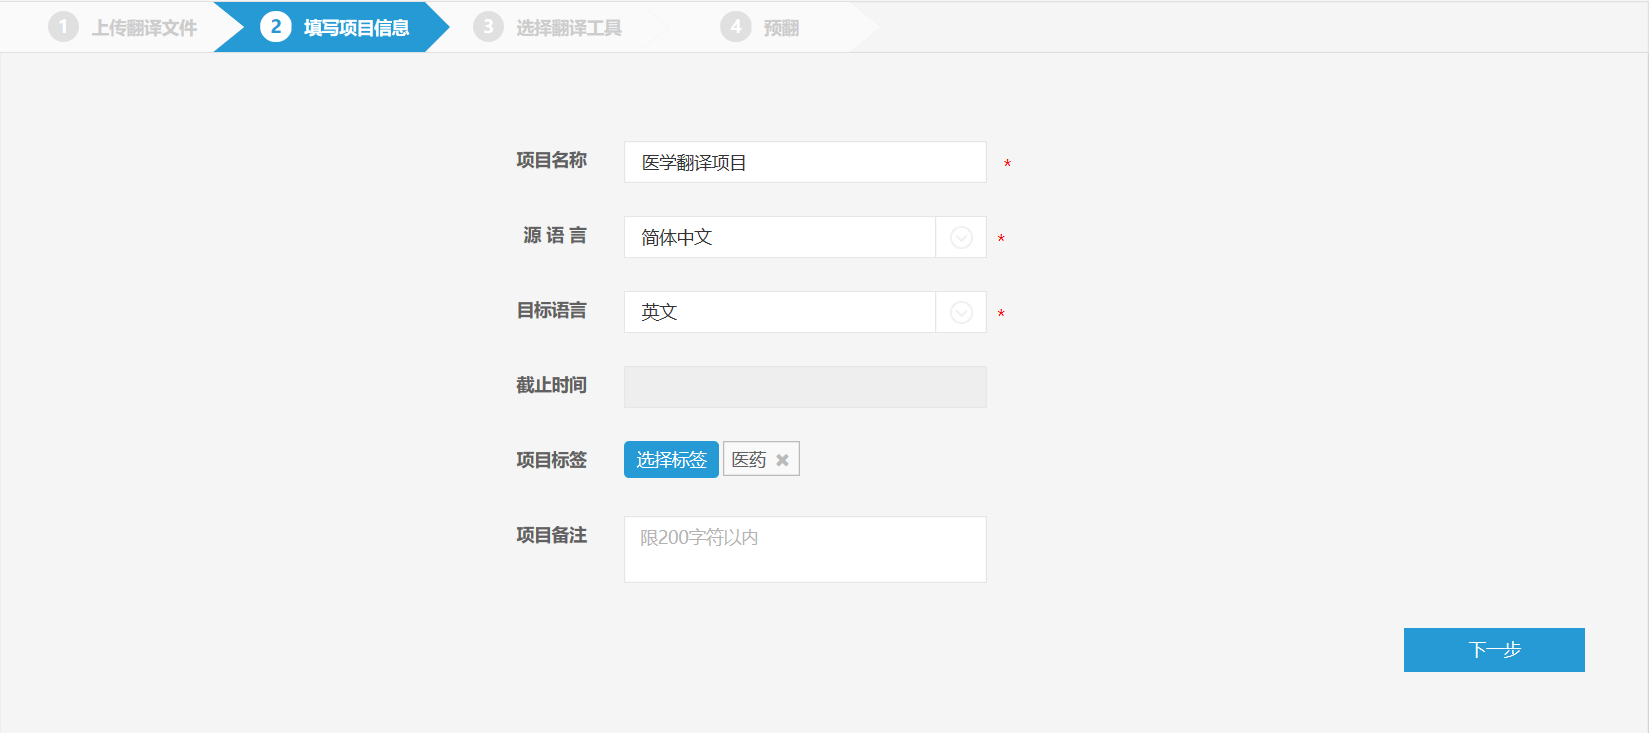 1 上传翻译文件 2 填写项目信息 3 选择翻译工具 4 预翻
项目名称 医学翻译项目 *
源语言 简体中文 *
目标语言 英文 *
截止时间
项目标签 选择标签 医药 ✖
项目备注 限200字符以内
下一步